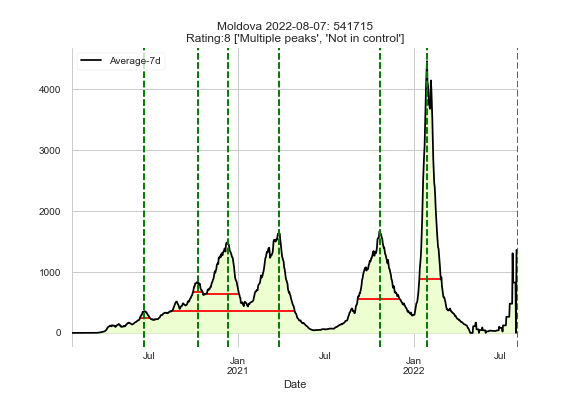 Moldova 2022-08-07: 541715
Rating:8 ['Multiple peaks', 'Not in control']
Average-7d
4000
3000
2000
1000
0
Jul
Jan
2021
Jul
Jan
2022
Jul
Date